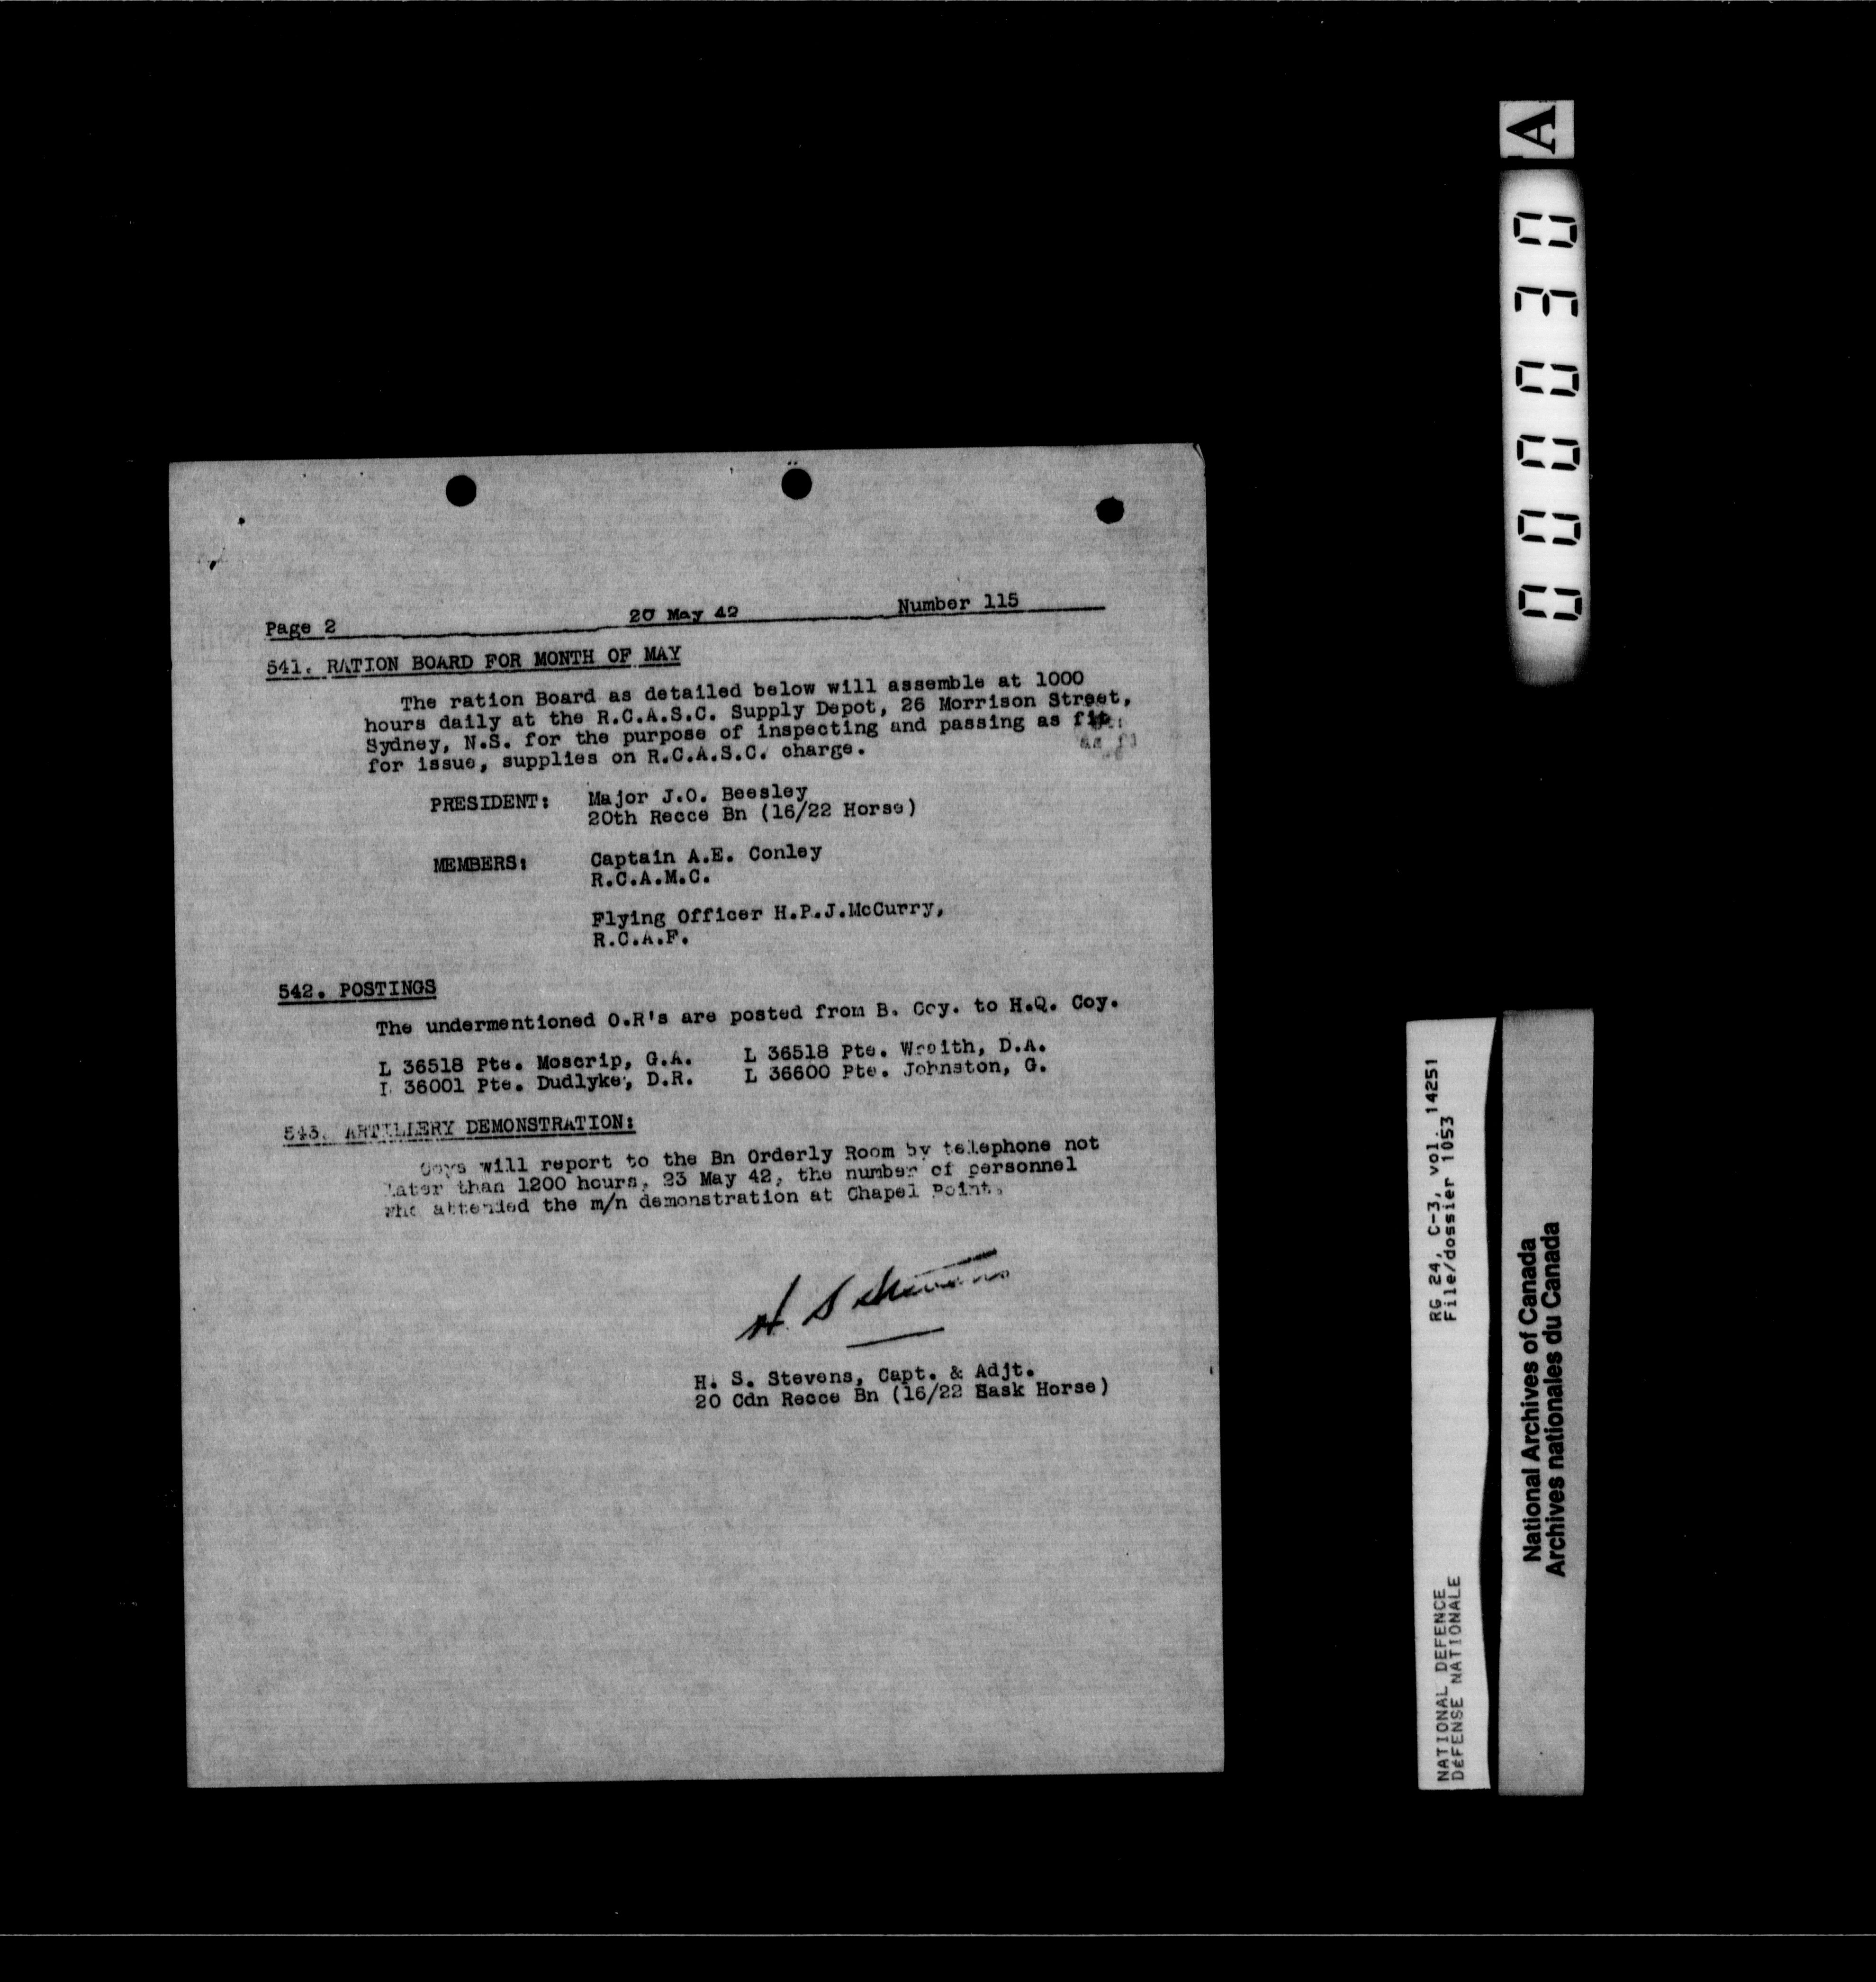 Page 2 20 May 42 Number 115
541. RATION BOARD FOR MONTH OF MAY
The ration Board as detailed below will assemble at 1000
hours daily at the R.C.A.S.C. Supply Depot, 26 Morrison Street,
Sydney, N.S. for the purpose of inspecting and passing as fit
for issue, supplies on R.C.A.S.C. charge.
PRESIDENT: Major J.O. Beesley
20th Recce Bn (16/22 Horse)
MEMBERS: Captain A.E. Conley
R.C.A.M.C.
Flying Officer H.P.J.McCurry,
R.C.A.F.
542. POSTINGS
The undermentioned O.R's are posted from B. Coy. to H.Q. Coy.
L 36518 Pte. Moscrip, G.A. L 36518 Pte. Wroith, D.A.
L 36001 Pte. Dudlyke, D.R. L 36600 Pte. Johnston, G.
543. ARTILLERY DEMONSTRATION:
Coys will report to the Bn Orderly Room by telephone not
later than 1200 hours, 23 May 42, the number of personnel
who attended the m/n demonstration at Chapel Point.
H. S Stevens
H. S. Stevens, Capt. & Adjt.
20 Cdn Recce Bn (16/22 Sask Horse)
A
000030
NATIONAL DEFENCE RG 24, C-3, vol. 14251
DÉFENSE NATIONALE File/dossier 1053
National Archives of Canada
Archives nationales du Canada